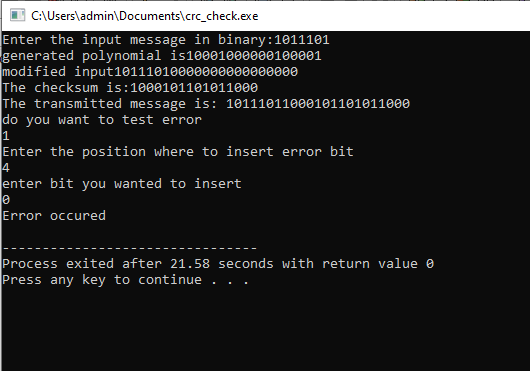 C:\Users\admin\Documents\crc_check.exe
Enter the input message in binary:1011101
generated polynomial is10001000000100001
modified input10111010000000000000000
The checksum is:1000101101011000
The transmitted message is: 10111011000101101011000
do you want to test error
1
Enter the position where to insert error bit
4
enter bit you wanted to insert
0
Error occured
--------------------------------
Process exited after 21.58 seconds with return value 0
Press any key to continue . . .